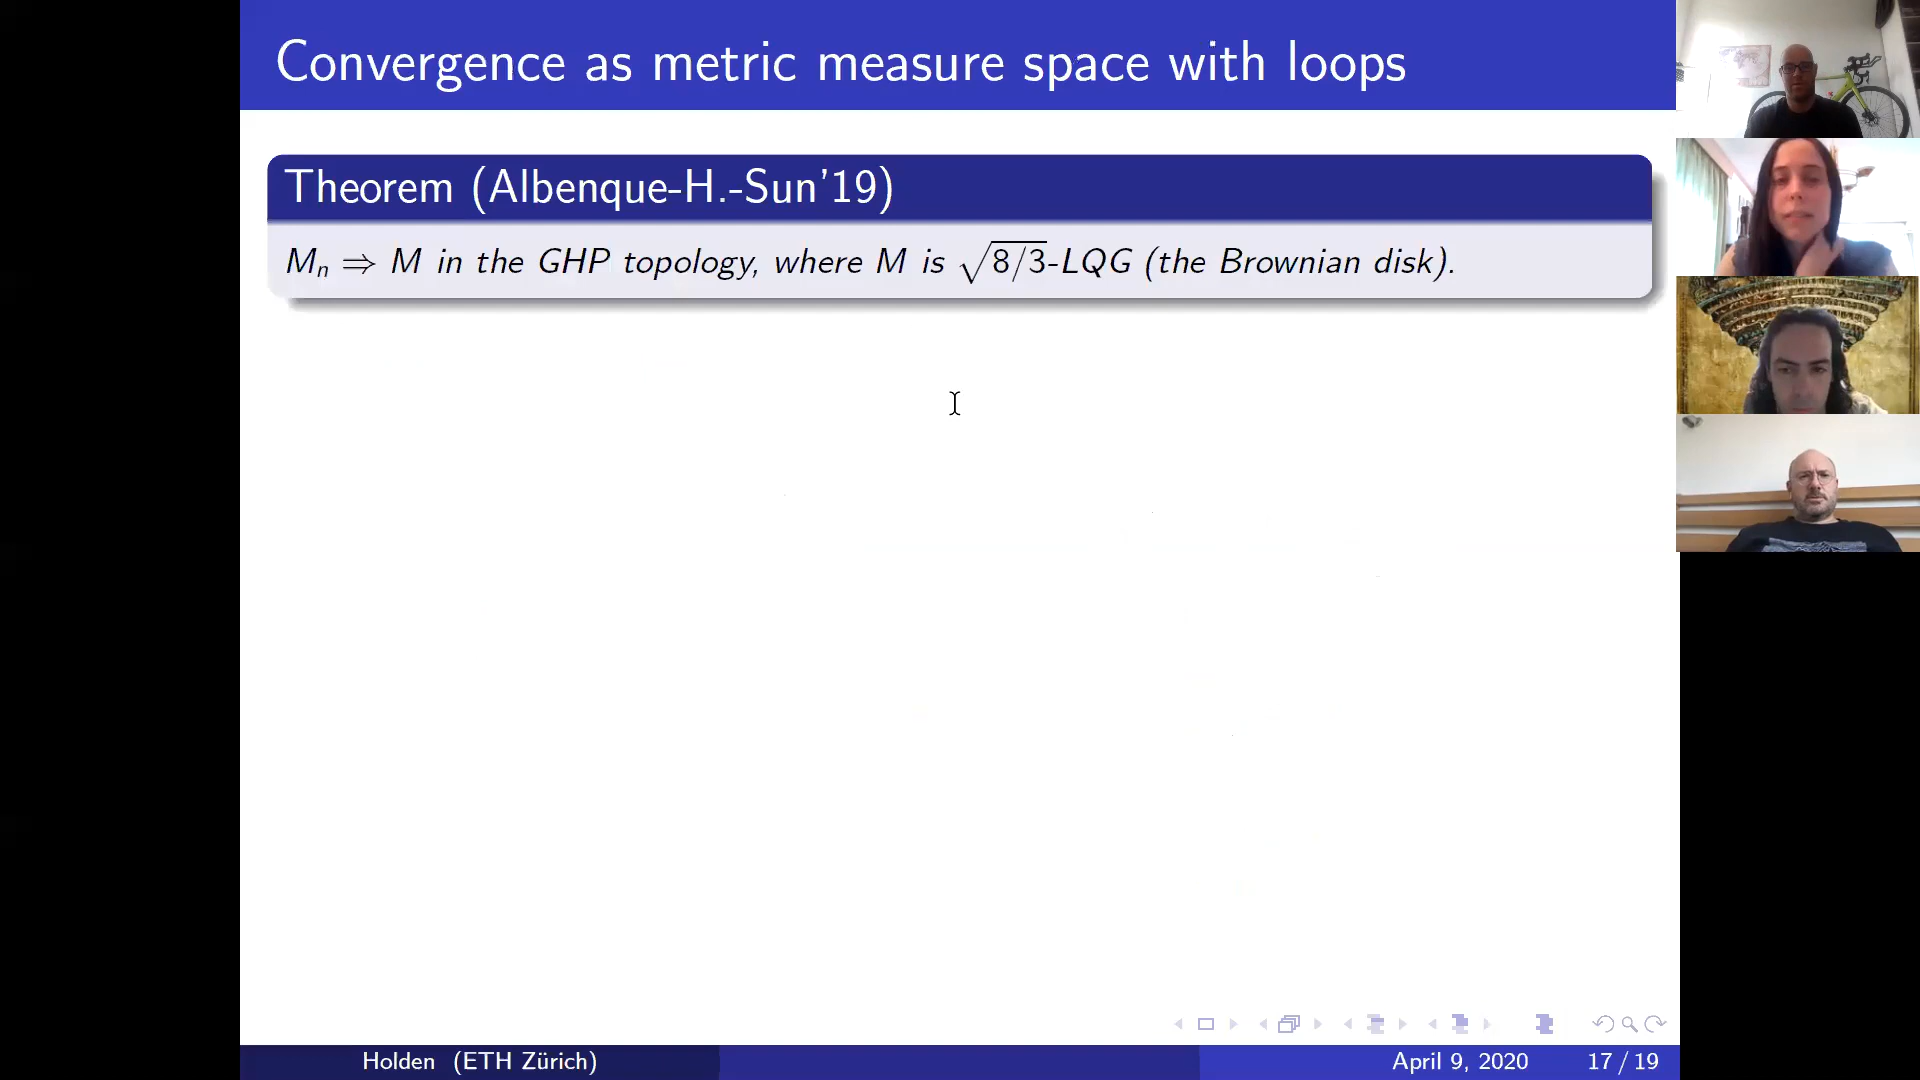 Convergence as metric measure space with loops
Theorem (Albenque-H.-Sun'19)
Mₙ ⇒ M in the GHP topology, where M is √8/3-LQG (the Brownian disk).
Holden (ETH Zürich)
April 9, 2020
17 / 19